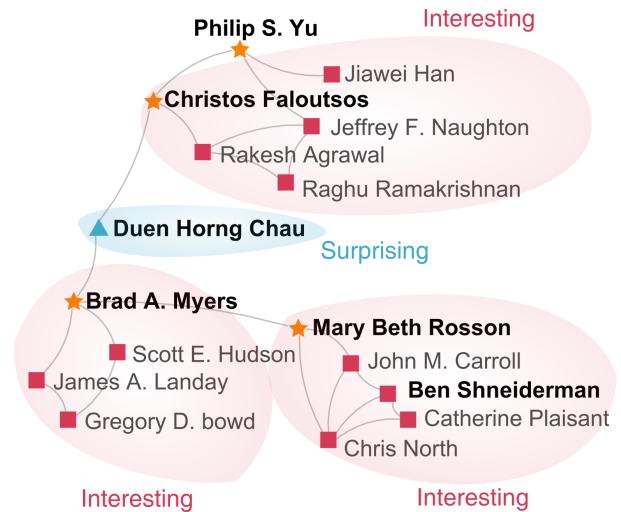 Interesting
Philip S. Yu
Jiawei Han
Christos Faloutsos
Jeffrey F. Naughton
Rakesh Agrawal
Raghu Ramakrishnan
Duen Horng Chau
Surprising
Brad A. Myers
Mary Beth Rosson
Scott E. Hudson
John M. Carroll
James A. Landay
Ben Shneiderman
Gregory D. bowd
Catherine Plaisant
Chris North
Interesting
Interesting